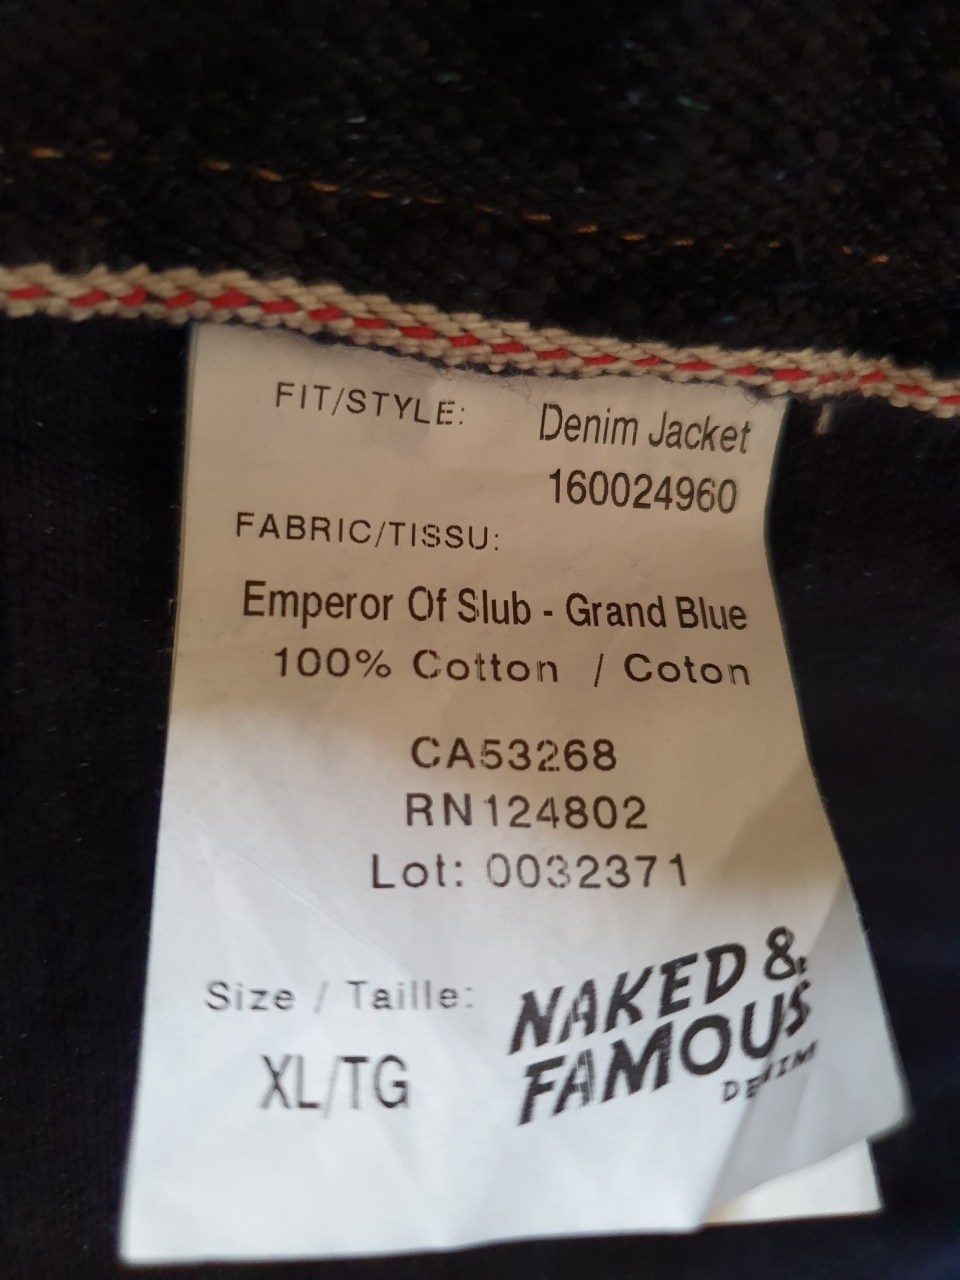 FIT/STYLE: Denim Jacket
160024960
FABRIC/TISSU:
Emperor Of Slub - Grand Blue
100% Cotton / Coton
CA53268
RN124802
Lot: 0032371
Size / Taille:
XL/TG
NAKED &
FAMOUS
DENIM